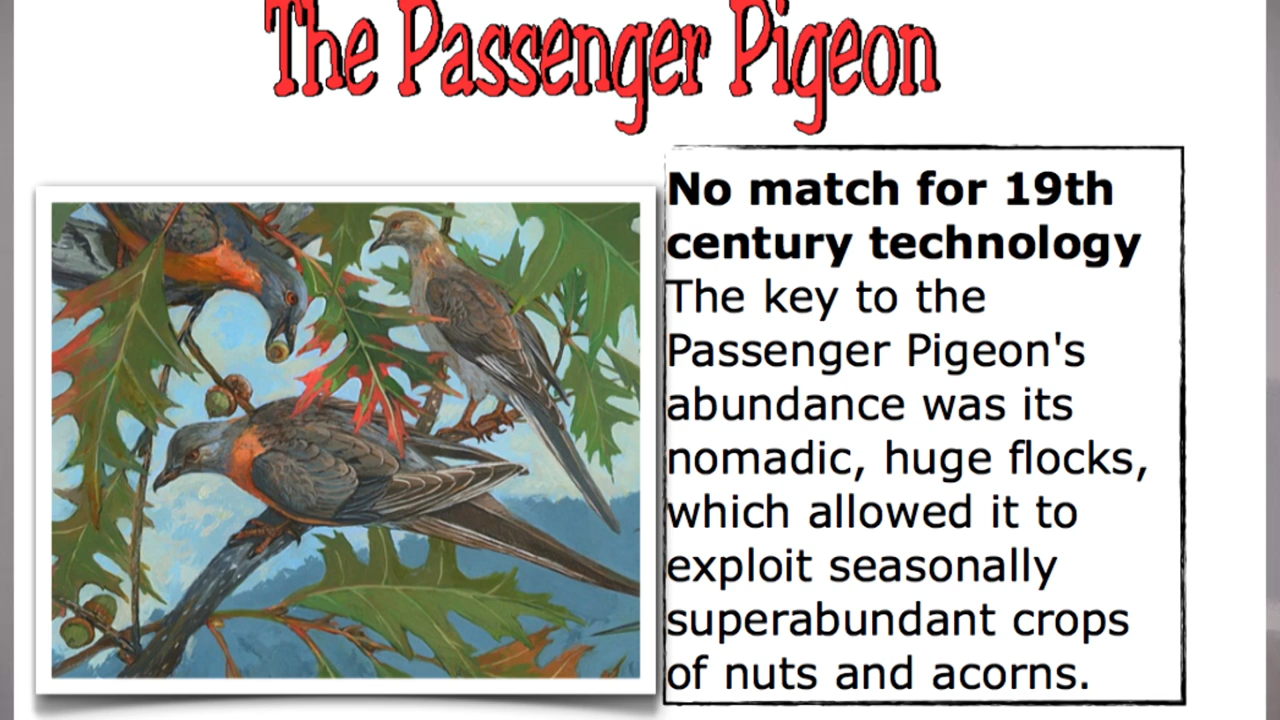 The Passenger Pigeon
No match for 19th
century technology
The key to the
Passenger Pigeon's
abundance was its
nomadic, huge flocks,
which allowed it to
exploit seasonally
superabundant crops
of nuts and acorns.